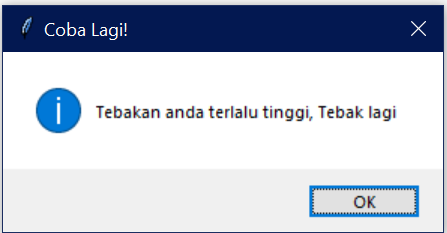 Coba Lagi!
Tebakan anda terlalu tinggi, Tebak lagi
OK